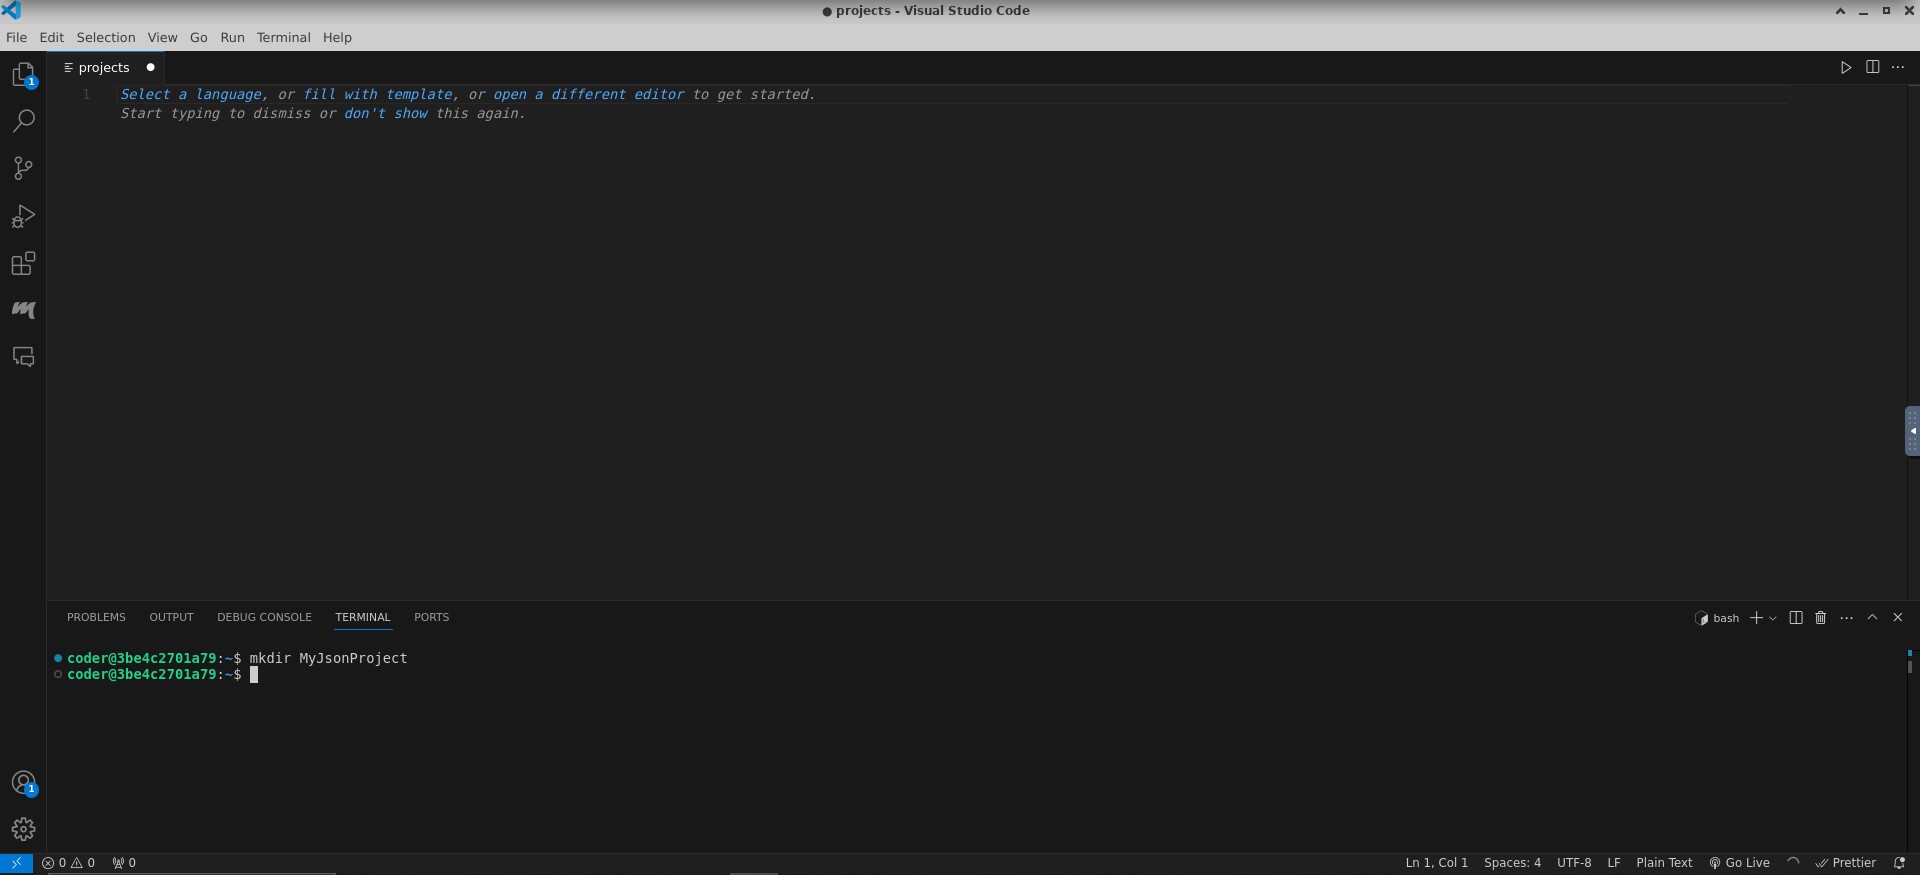 ● projects - Visual Studio Code
File Edit Selection View Go Run Terminal Help
projects
1
1 Select a language, or fill with template, or open a different editor to get started.
Start typing to dismiss or don't show this again.
PROBLEMS OUTPUT DEBUG CONSOLE TERMINAL PORTS
bash
coder@3be4c2701a79:~$ mkdir MyJsonProject
coder@3be4c2701a79:~$
1
0 0 0 Ln 1, Col 1 Spaces: 4 UTF-8 LF Plain Text Go Live Prettier